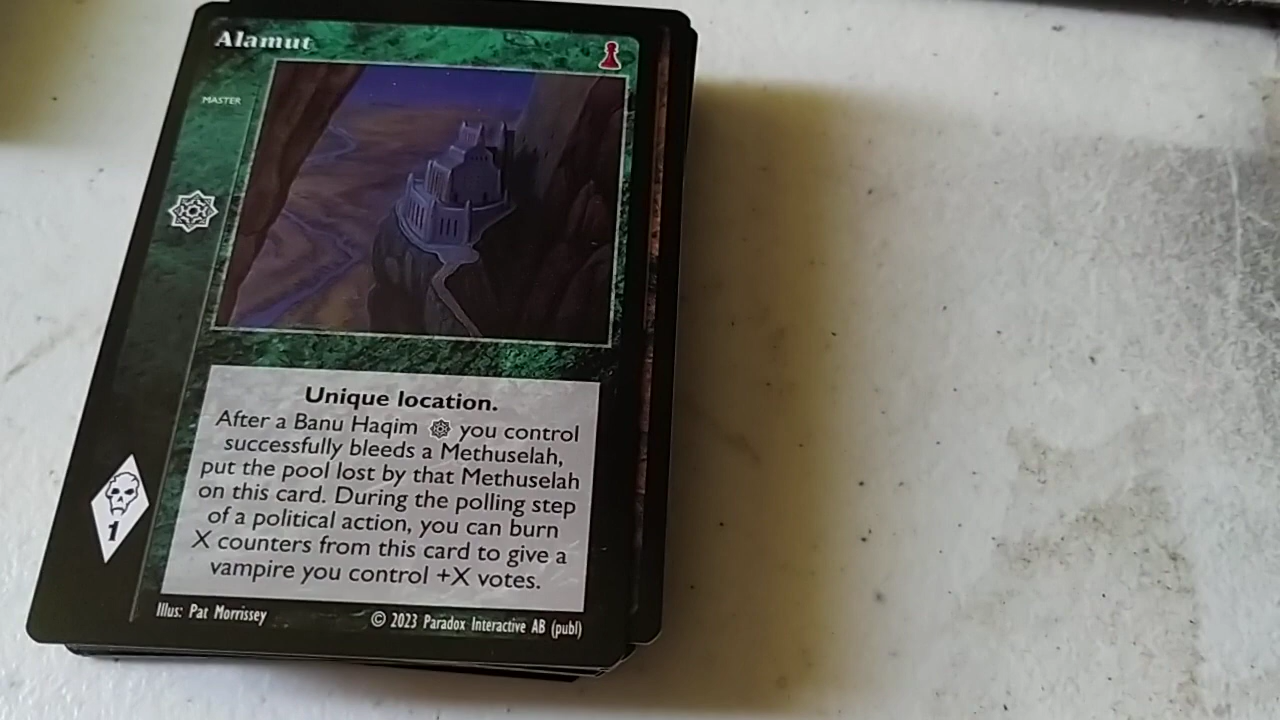 Alamut
MASTER
Unique location.
After a Banu Haqim you control
successfully bleeds a Methuselah,
put the pool lost by that Methuselah
on this card. During the polling step
of a political action, you can burn
X counters from this card to give a
vampire you control +X votes.
1
Illus: Pat Morrissey © 2023 Paradox Interactive AB (publ)